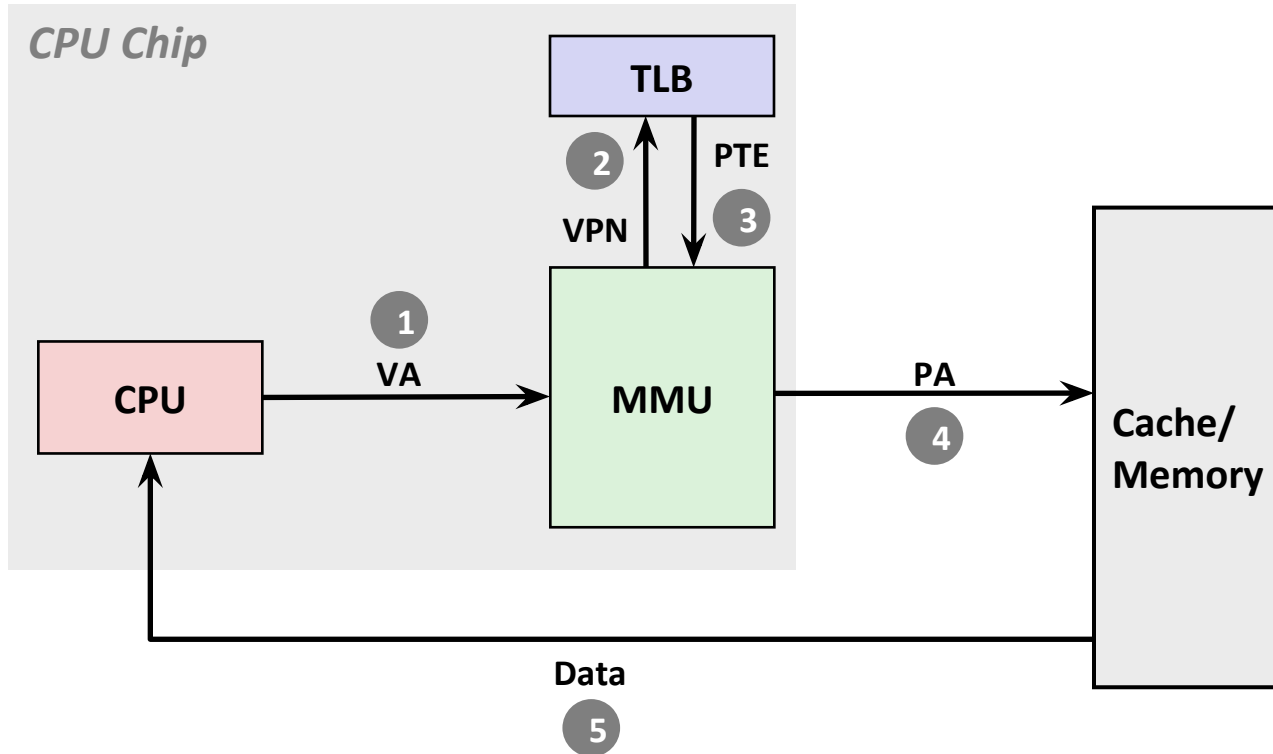 CPU Chip
TLB
2
PTE
VPN
3
1
VA
CPU
MMU
PA
4
Cache/
Memory
Data
5